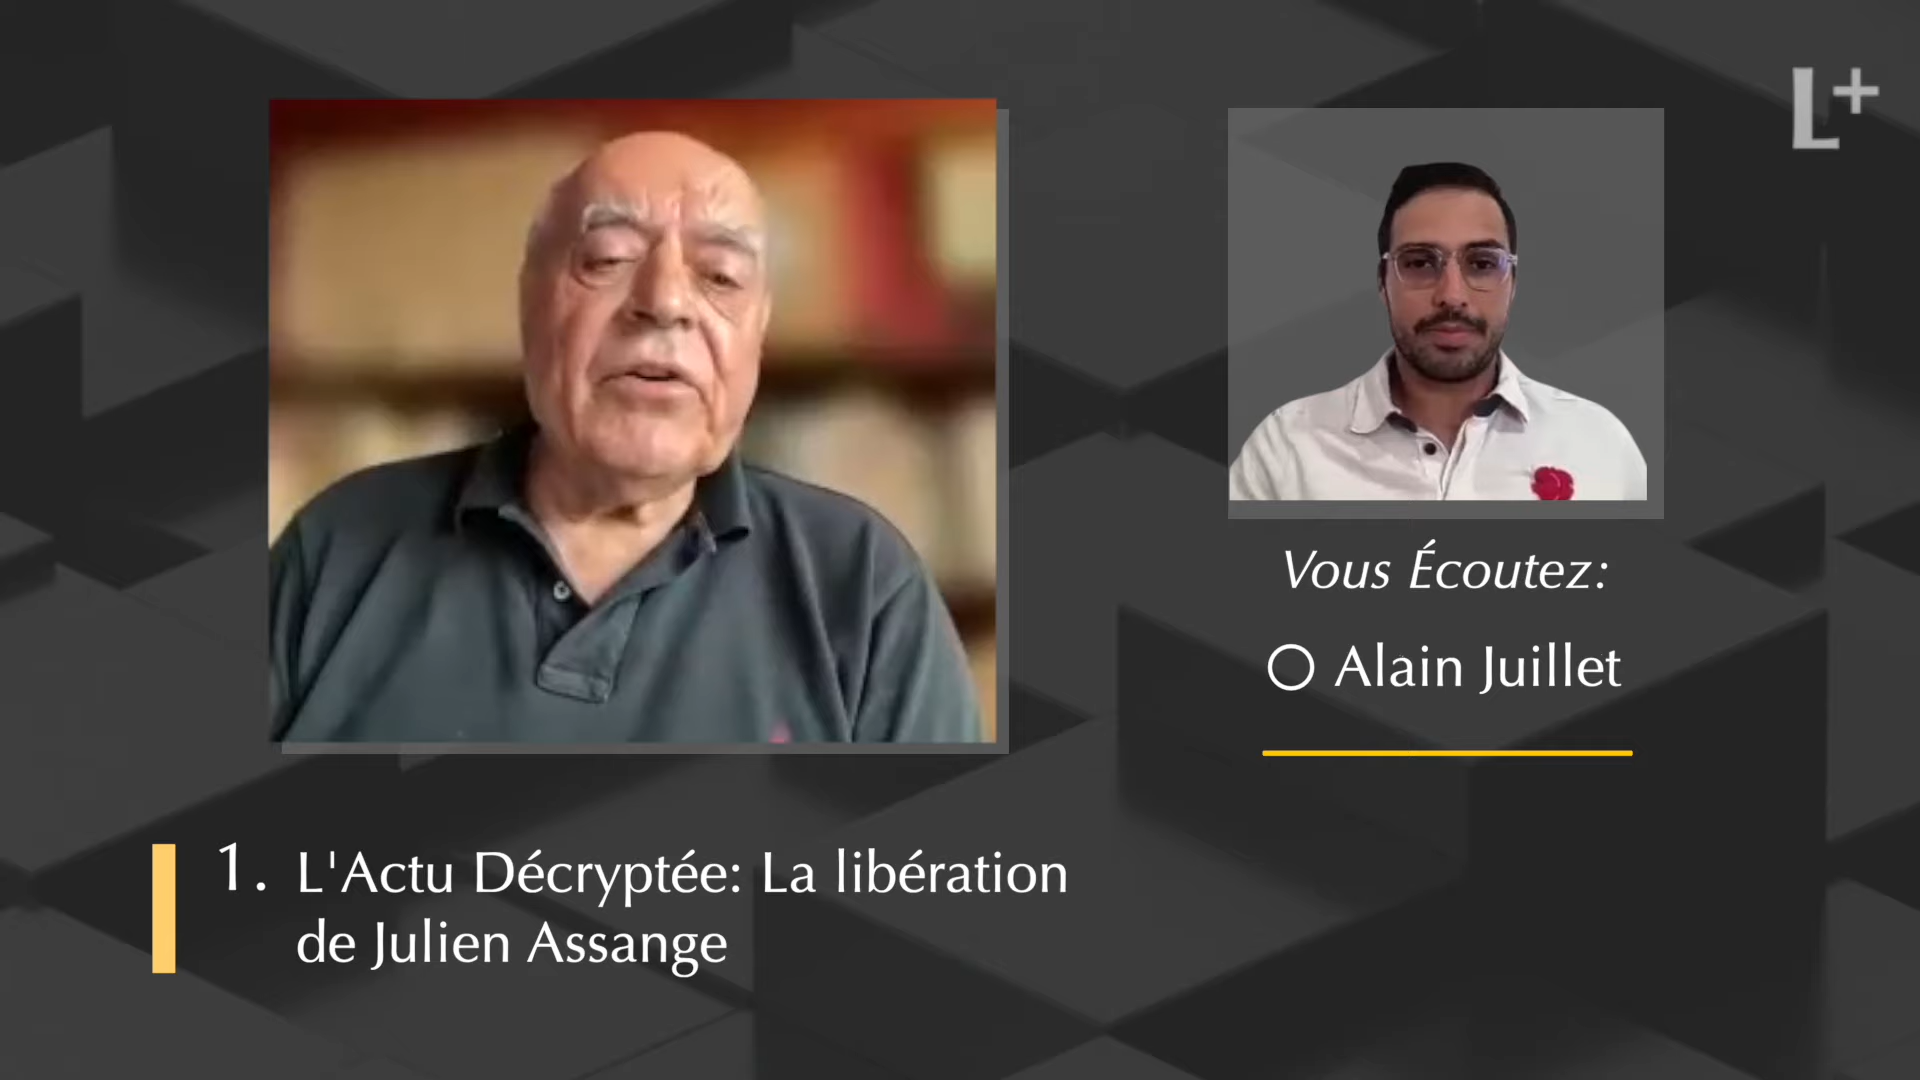 L+
Vous Écoutez:
Alain Juillet
1. L'Actu Décryptée: La libération
de Julien Assange